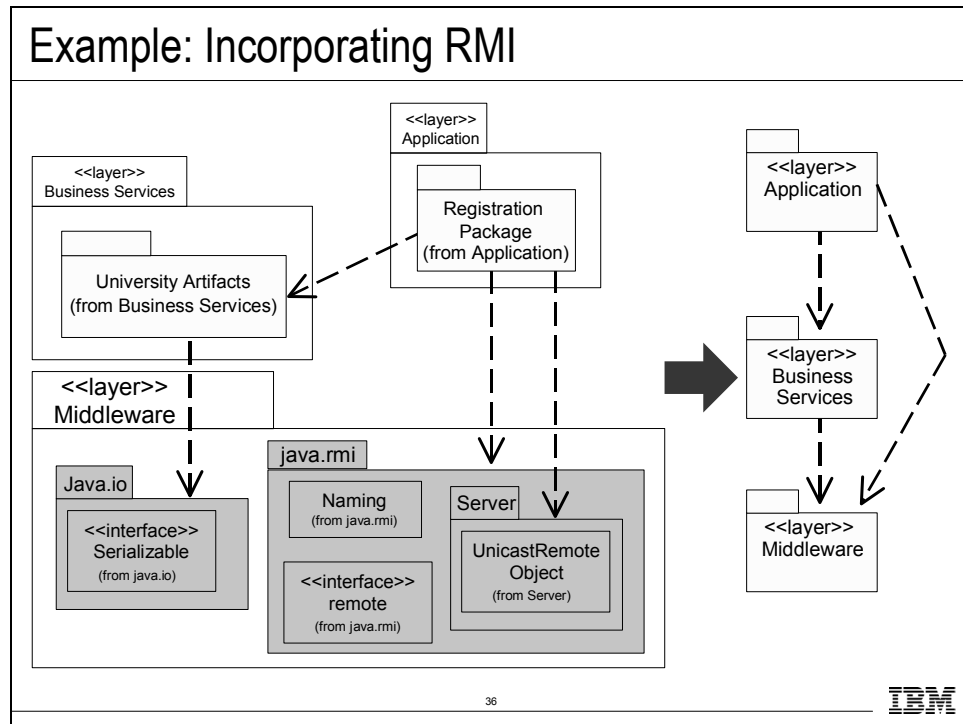 Example: Incorporating RMI
<<layer>>
Application
<<layer>>
Business Services
Registration
Package
(from Application)
University Artifacts
(from Business Services)
<<layer>>
Middleware
java.rmi
Java.io
<<interface>>
Serializable
(from java.io)
Naming
(from java.rmi)
<<interface>>
remote
(from java.rmi)
Server
UnicastRemote
Object
(from Server)
<<layer>>
Application
<<layer>>
Business
Services
<<layer>>
Middleware
36
IBM